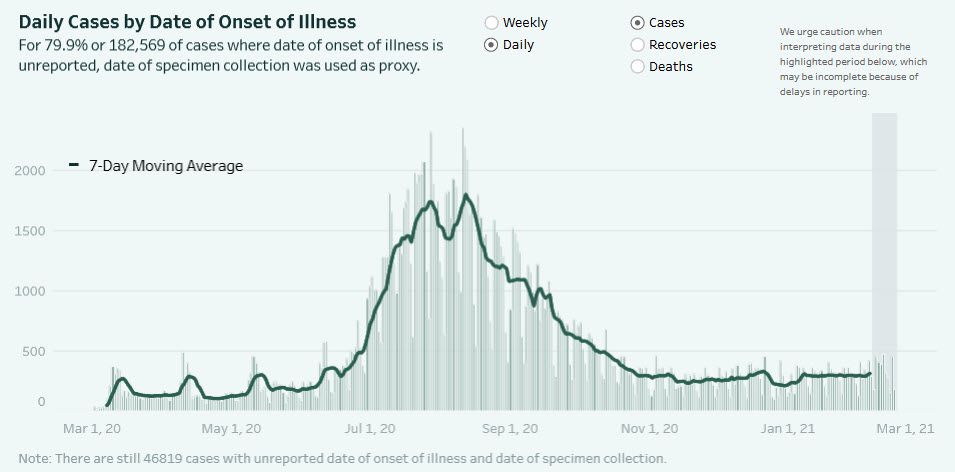 Daily Cases by Date of Onset of Illness
For 79.9% or 182,569 of cases where date of onset of illness is
unreported, date of specimen collection was used as proxy.
Weekly
Daily
Cases
Recoveries
Deaths
We urge caution when
interpreting data during the
highlighted period below, which
may be incomplete because of
delays in reporting.
7-Day Moving Average
2000
1500
1000
500
0
Mar 1, 20
May 1, 20
Jul 1, 20
Sep 1, 20
Nov 1, 20
Jan 1, 21
Mar 1, 21
Note: There are still 46819 cases with unreported date of onset of illness and date of specimen collection.